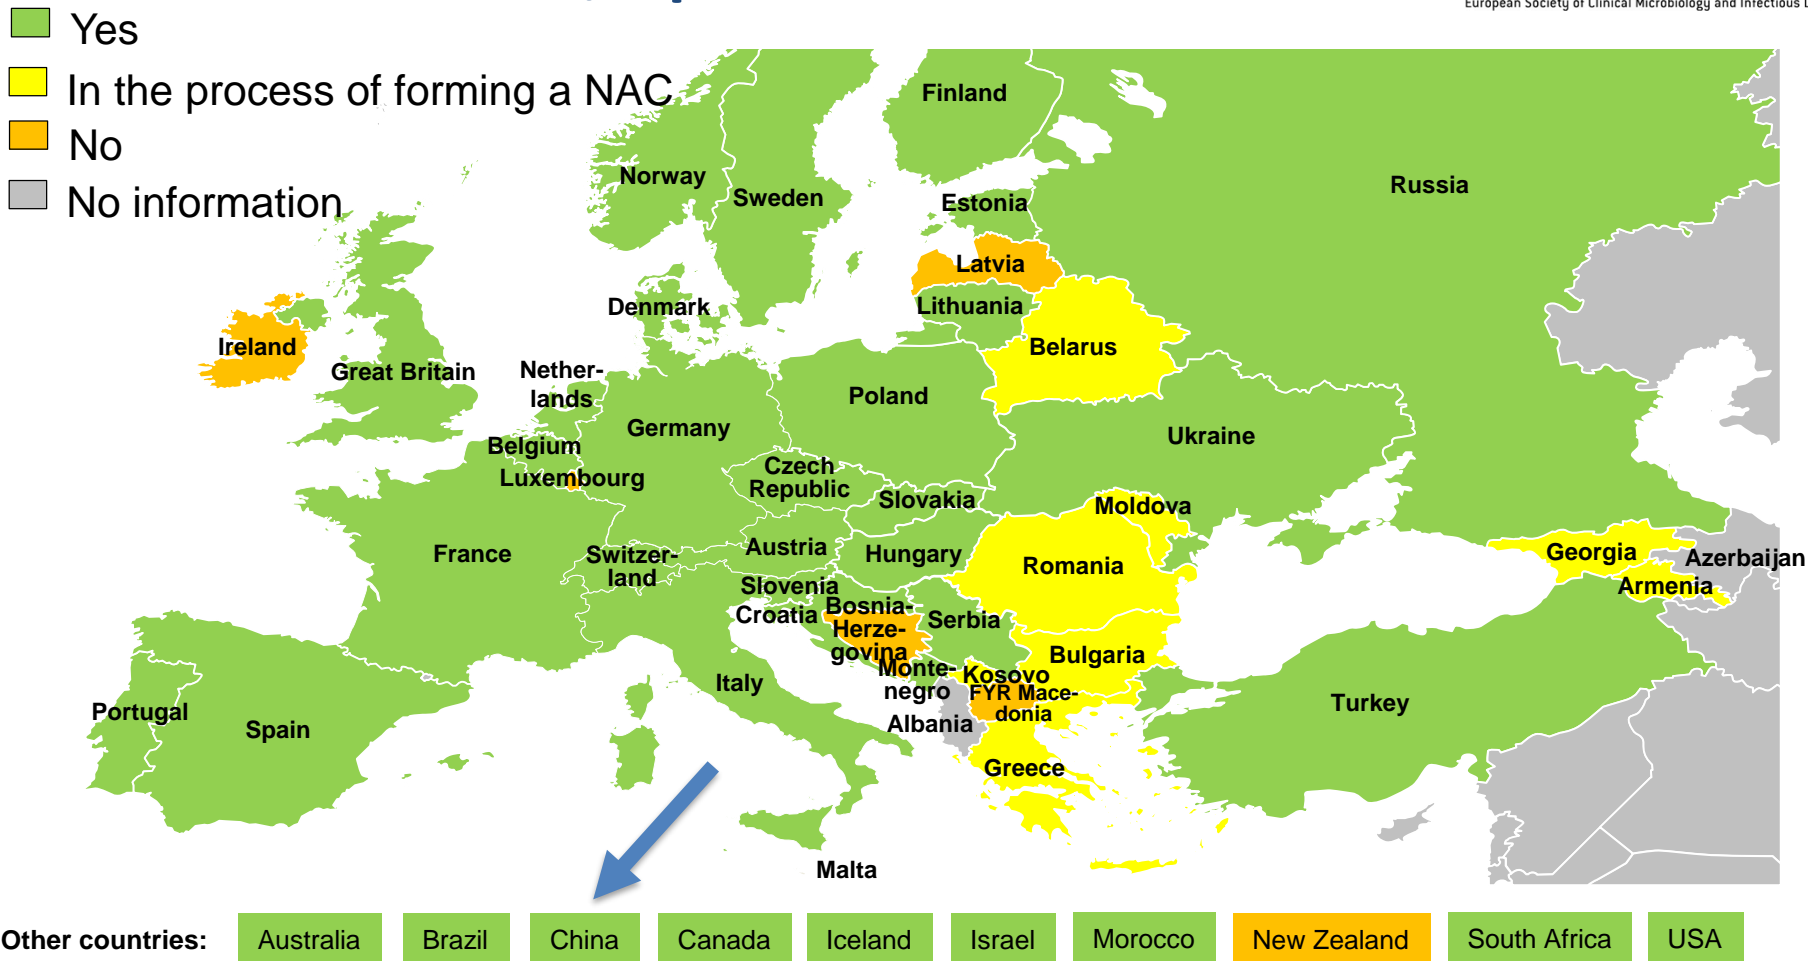 European Society of Clinical Microbiology and Infectious
Yes
In the process of forming a NAC
No
No information
Finland
Norway
Sweden
Russia
Estonia
Latvia
Denmark
Lithuania
Ireland
Belarus
Great Britain
Nether-
lands
Poland
Germany
Ukraine
Belgium
Luxembourg
Czech
Republic
Slovakia
Moldova
France
Switzer-
land
Austria
Hungary
Romania
Georgia
Azerbaijan
Armenia
Slovenia
Croatia
Bosnia-
Herze-
govina
Serbia
Bulgaria
Monte-
negro
Kosovo
FYR Mace-
donia
Albania
Italy
Portugal
Spain
Turkey
Greece
Malta
Other countries:
Australia
Brazil
China
Canada
Iceland
Israel
Morocco
New Zealand
South Africa
USA